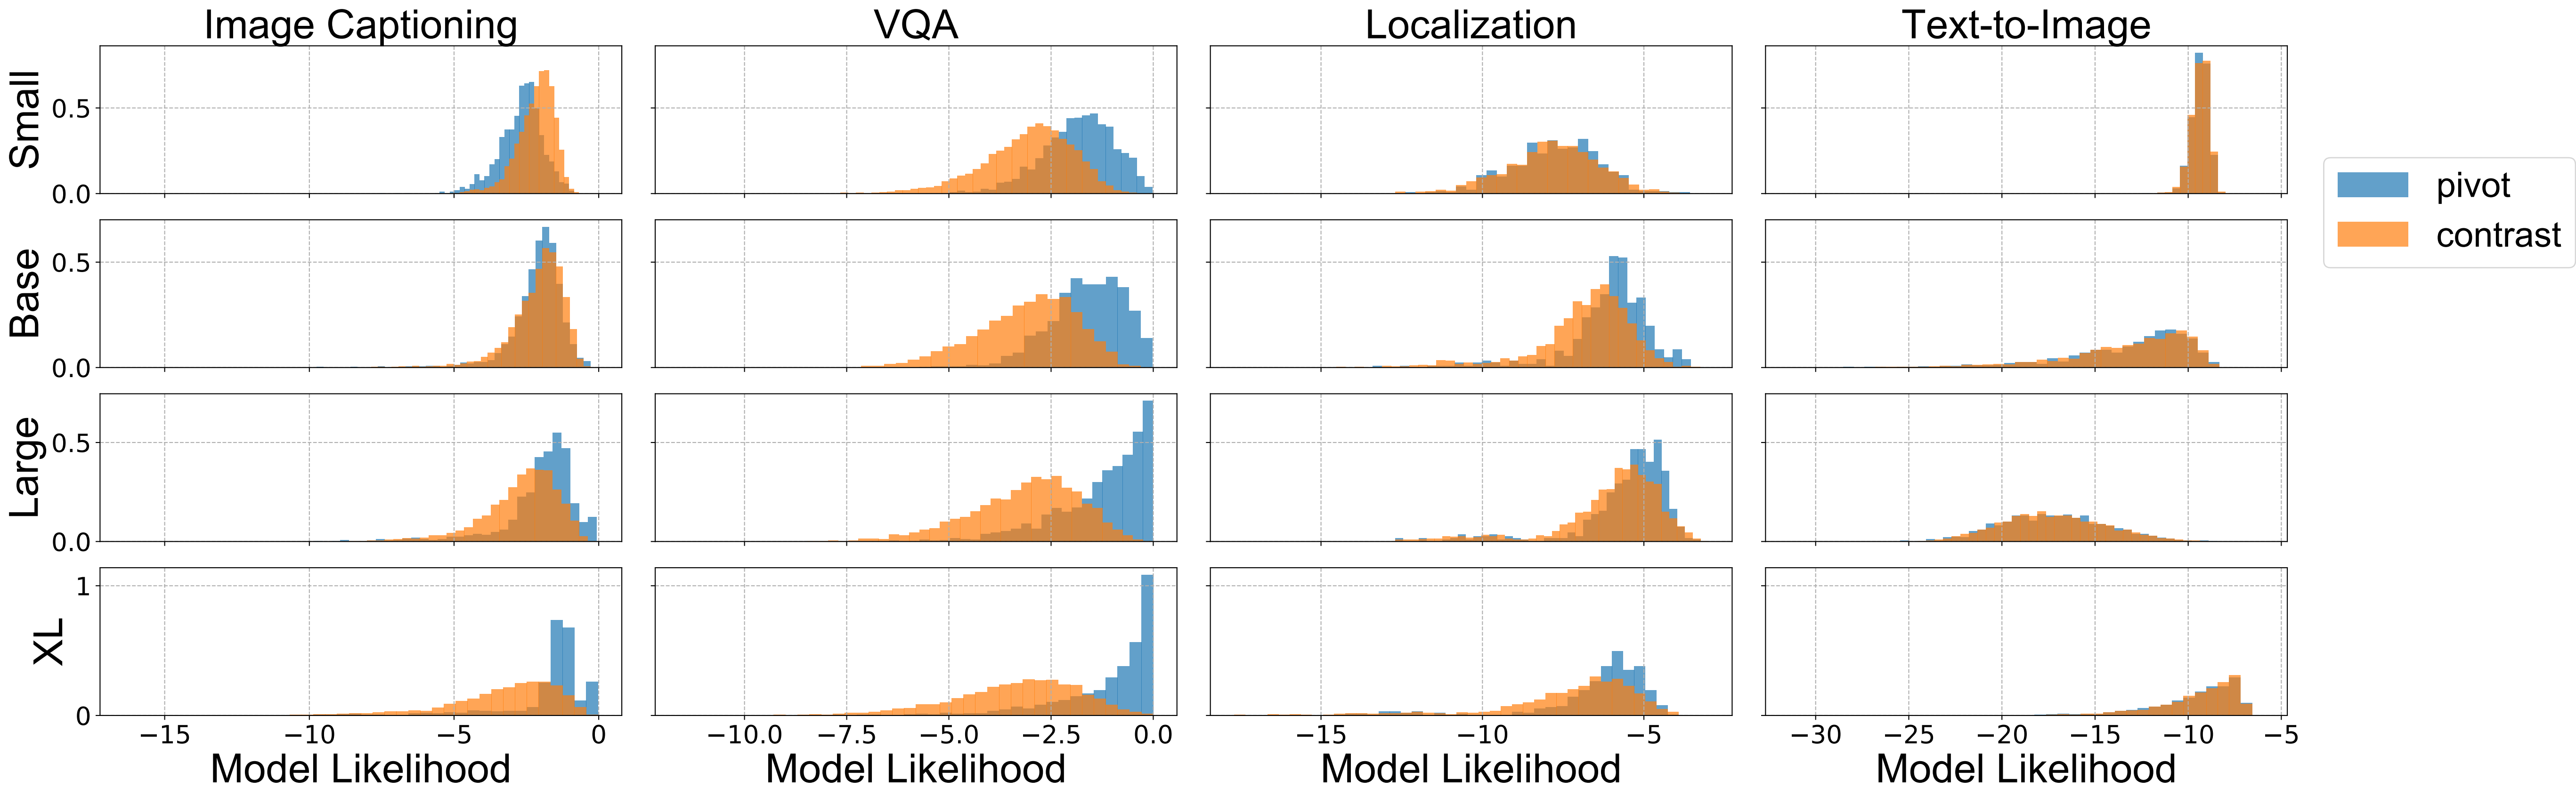 Image Captioning VQA Localization Text-to-Image
Small 0.5 0.0
pivot
contrast
Base 0.5 0.0
Large 0.5 0.0
XL 1 0
−15 −10 −5 0 −10.0 −7.5 −5.0 −2.5 0.0 −15 −10 −5 −30 −25 −20 −15 −10 −5
Model Likelihood Model Likelihood Model Likelihood Model Likelihood